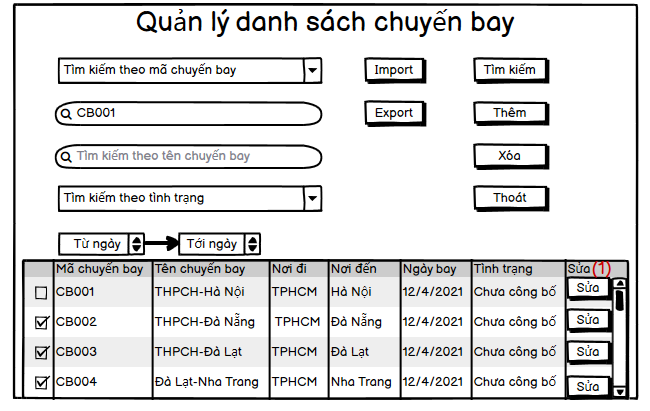 Quản lý danh sách chuyến bay
Tìm kiếm theo mã chuyến bay
Import
Tìm kiếm
CB001
Export
Thêm
Tìm kiếm theo tên chuyến bay
Xóa
Tìm kiếm theo tình trạng
Thoát
Từ ngày
Tới ngày
Mã chuyến bay Tên chuyến bay Nơi đi Nơi đến Ngày bay Tình trạng Sửa(1)
CB001 THPCH-Hà Nội TPHCM Hà Nội 12/4/2021 Chưa công bố Sửa
CB002 THPCH-Đà Nẵng TPHCM Đà Nẵng 12/4/2021 Chưa công bố Sửa
CB003 THPCH-Đà Lạt TPHCM Đà Lạt 12/4/2021 Chưa công bố Sửa
CB004 Đà Lạt-Nha Trang TPHCM Nha Trang 12/4/2021 Chưa công bố Sửa